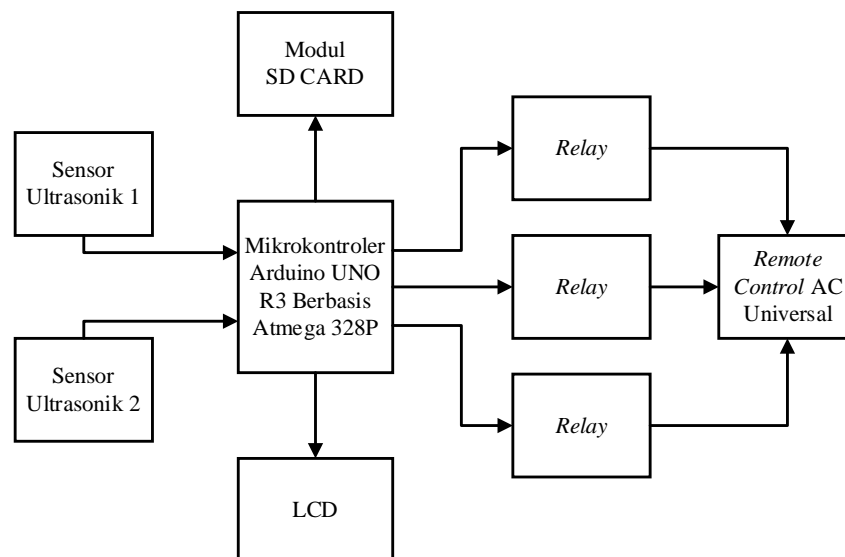 Modul
SD CARD
Sensor
Ultrasonik 1
Sensor
Ultrasonik 2
Mikrokontroler
Arduino UNO
R3 Berbasis
Atmega 328P
LCD
Relay
Relay
Relay
Remote
Control AC
Universal